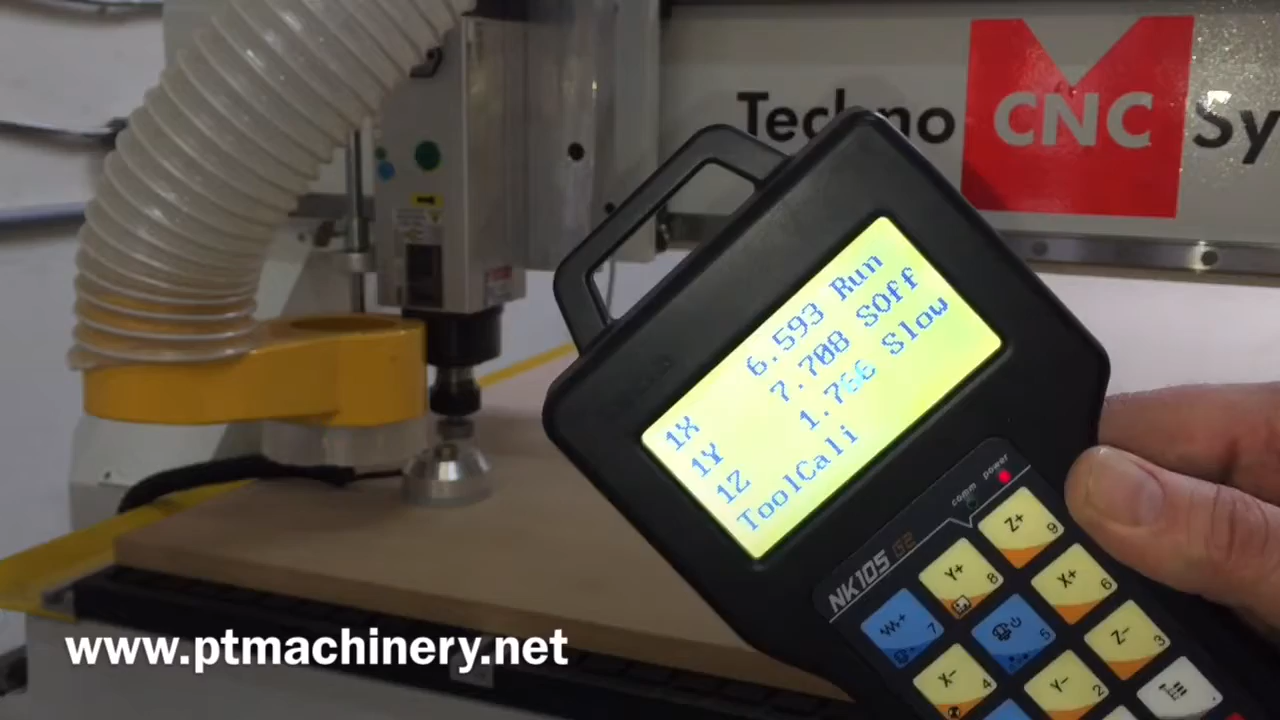 Techno CNC Sy
1X 6.593 Run
1Y 7.708 SOff
1Z 1.766 Slow
ToolCali
comm power
NK105 G2
Z+ 9
Y+ 8
X+ 6
7
5
Z- 3
X- 4
Y- 2
www.ptmachinery.net